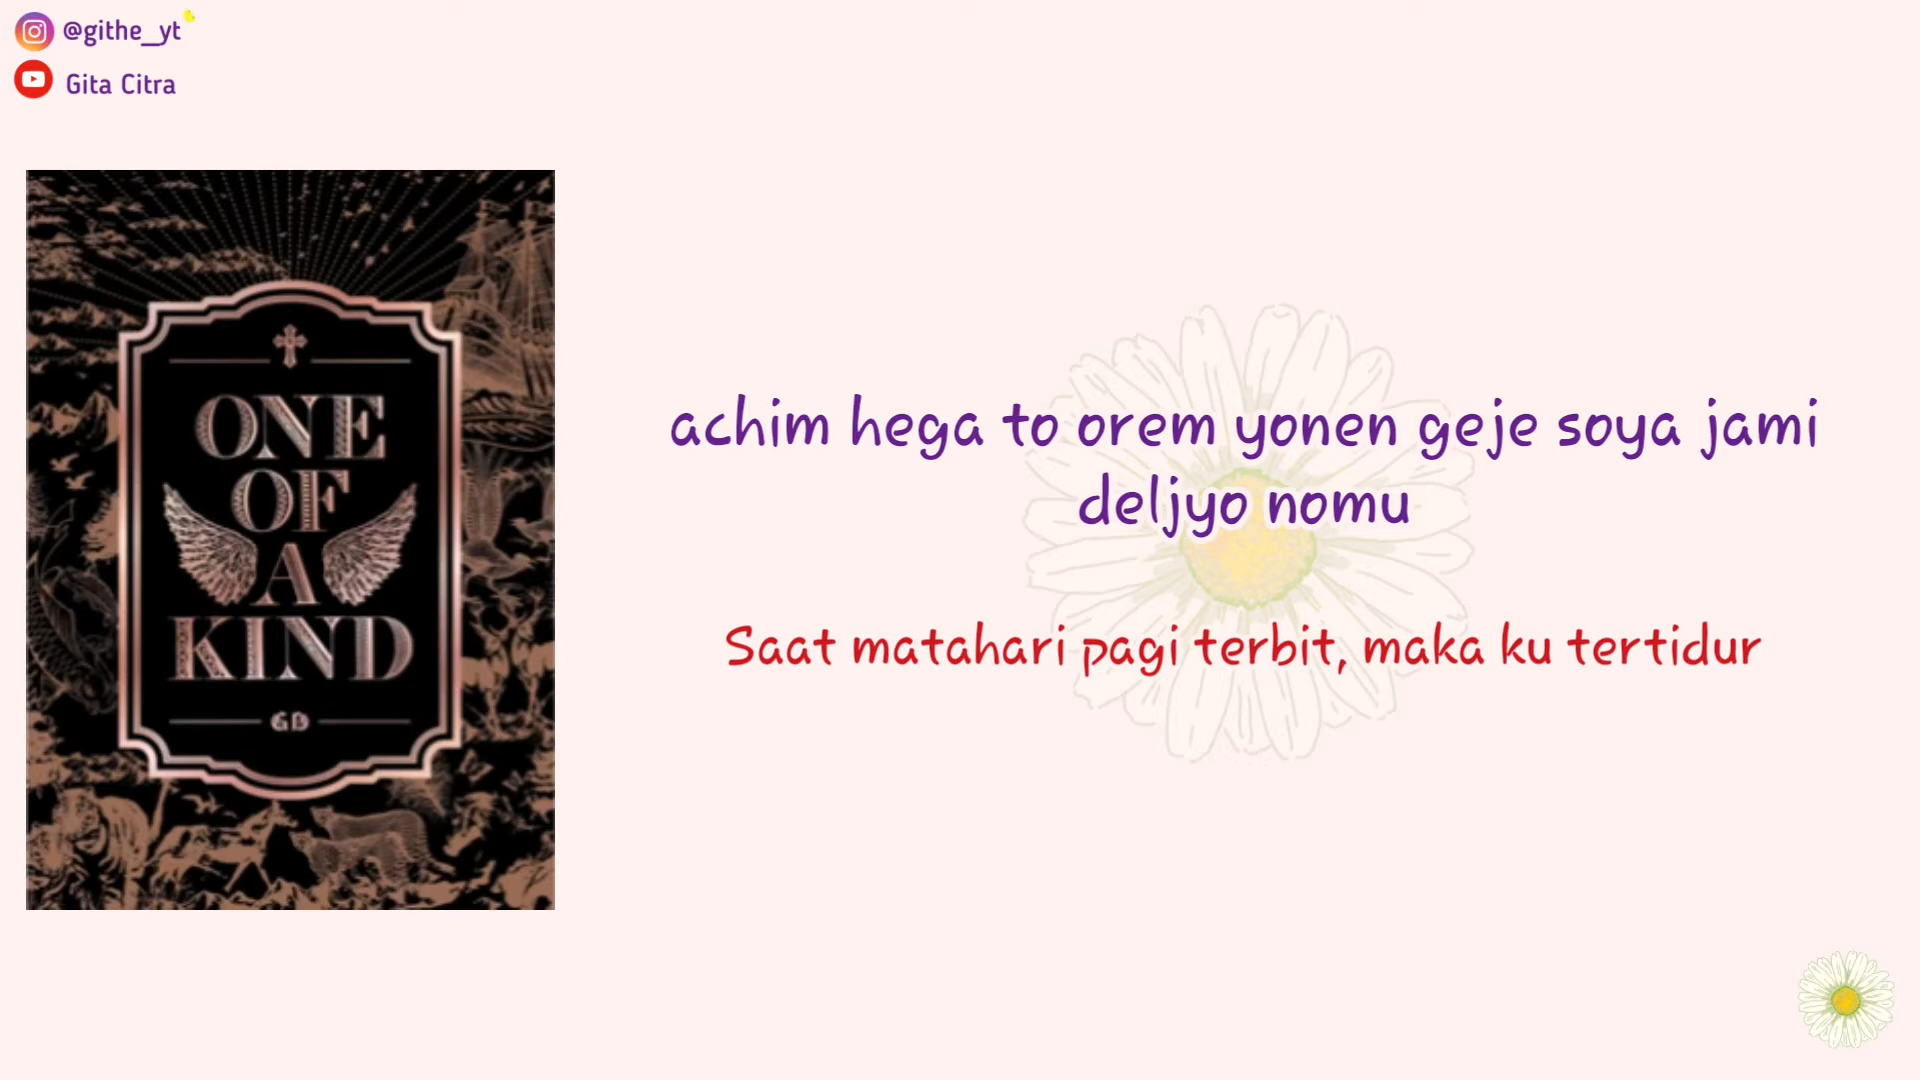 @githe_yt
Gita Citra
ONE
OF
A
KIND
GD
achim hega to orem yonen geje soya jami
deljyo nomu
Saat matahari pagi terbit, maka ku tertidur